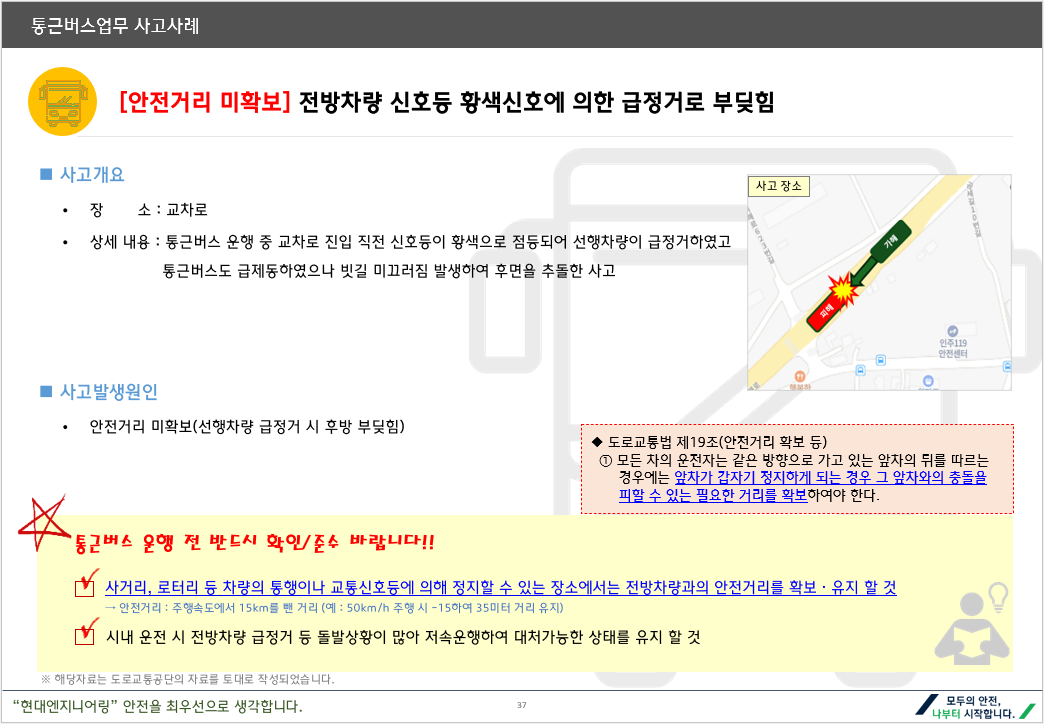 통근버스업무 사고사례
[안전거리 미확보] 전방차량 신호등 황색신호에 의한 급정거로 부딪힘
■ 사고개요
• 장 소 : 교차로
• 상세 내용 : 통근버스 운행 중 교차로 진입 직전 신호등이 황색으로 점등되어 선행차량이 급정거하였고
통근버스도 급제동하였으나 빗길 미끄러짐 발생하여 후면을 추돌한 사고
사고 장소
가해
피해
인주119
안전센터
■ 사고발생원인
• 안전거리 미확보(선행차량 급정거 시 후방 부딪힘)
◆ 도로교통법 제19조(안전거리 확보 등)
① 모든 차의 운전자는 같은 방향으로 가고 있는 앞차의 뒤를 따르는
경우에는 앞차가 갑자기 정지하게 되는 경우 그 앞차와의 충돌을
피할 수 있는 필요한 거리를 확보하여야 한다.
통근버스 운행 전 반드시 확인/준수 바랍니다!!
사거리, 로터리 등 차량의 통행이나 교통신호등에 의해 정지할 수 있는 장소에서는 전방차량과의 안전거리를 확보 · 유지 할 것
→ 안전거리 : 주행속도에서 15km를 뺀 거리 (예 : 50km/h 주행 시 -15하여 35미터 거리 유지)
시내 운전 시 전방차량 급정거 등 돌발상황이 많아 저속운행하여 대처가능한 상태를 유지 할 것
※ 해당자료는 도로교통공단의 자료를 토대로 작성되었습니다.
“현대엔지니어링” 안전을 최우선으로 생각합니다.
37
모두의 안전,
나부터 시작합니다.